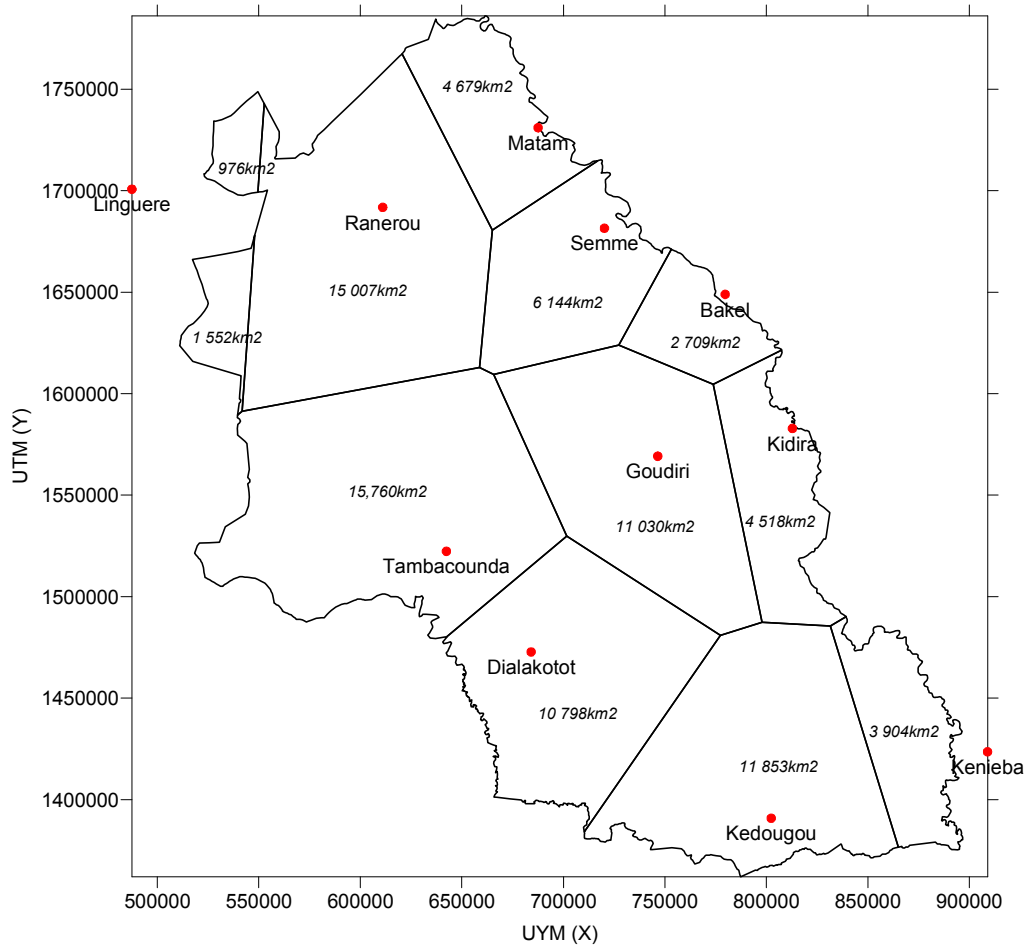 1750000
4 679km2
Matam
976km2
1700000
Linguere
Ranerou
Semme
15 007km2
6 144km2
1650000
Bakel
1 552km2
2 709km2
1600000
Kidira
Goudiri
15,760km2
1550000
11 030km2
4 518km2
Tambacounda
1500000
Dialakotot
1450000
10 798km2
3 904km2
11 853km2
Kenieba
1400000
Kedougou
UTM (Y)
500000 550000 600000 650000 700000 750000 800000 850000 900000
UYM (X)